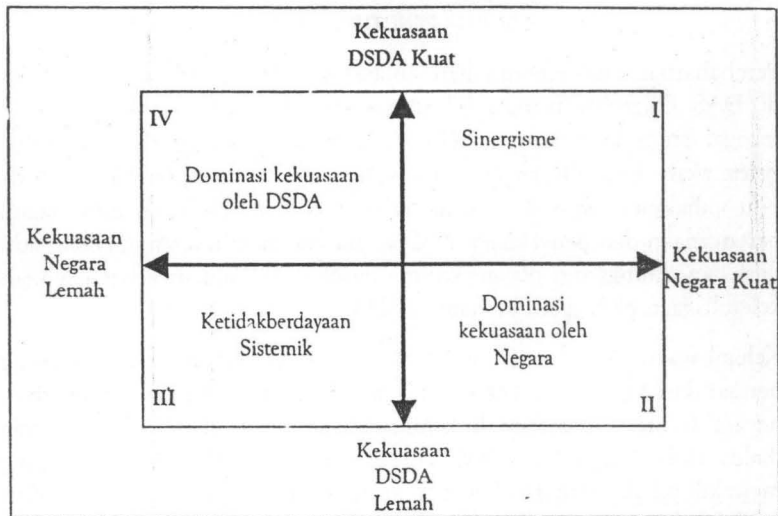 Kekuasaan
DSDA Kuat
IV
I
Sinergisme
Dominasi kekuasaan
oleh DSDA
Kekuasaan
Negara
Lemah
Kekuasaan
Negara Kuat
Ketidakberdayaan
Sistemik
Dominasi
kekuasaan oleh
Negara
III
II
Kekuasaan
DSDA
Lemah